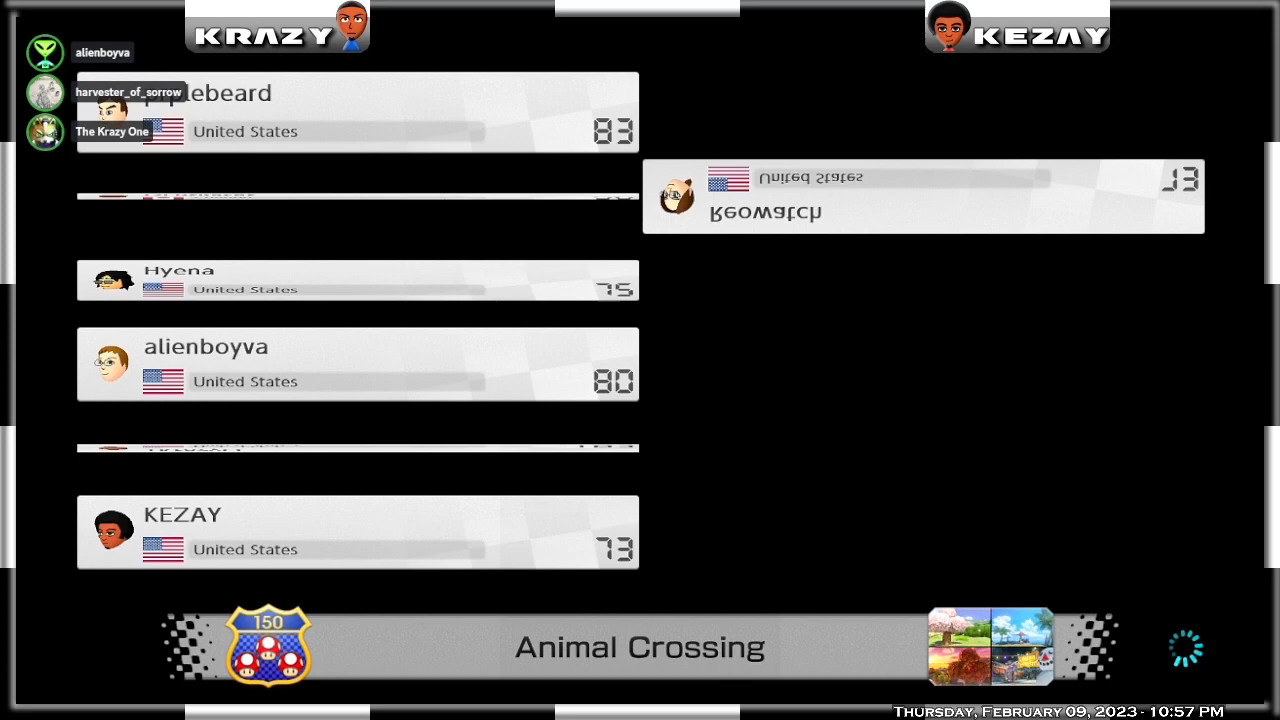 KRAZY
KEZAY
alienboyva
harvester_of_sorrow
The Krazy One
United States
83
United States
73
Reowatch
Hyena
United States
75
alienboyva
United States
80
KEZAY
United States
73
150
Animal Crossing
Thursday, February 09, 2023 - 10:57 PM